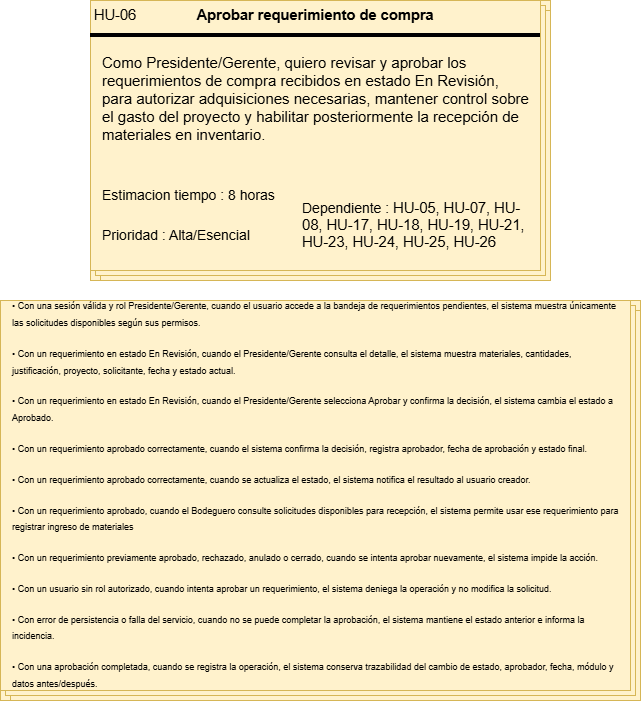 HU-06 Aprobar requerimiento de compra
Como Presidente/Gerente, quiero revisar y aprobar los
requerimientos de compra recibidos en estado En Revisión,
para autorizar adquisiciones necesarias, mantener control sobre
el gasto del proyecto y habilitar posteriormente la recepción de
materiales en inventario.
Estimacion tiempo : 8 horas
Prioridad : Alta/Esencial
Dependiente : HU-05, HU-07, HU-
08, HU-17, HU-18, HU-19, HU-21,
HU-23, HU-24, HU-25, HU-26
• Con una sesión válida y rol Presidente/Gerente, cuando el usuario accede a la bandeja de requerimientos pendientes, el sistema muestra únicamente
las solicitudes disponibles según sus permisos.
• Con un requerimiento en estado En Revisión, cuando el Presidente/Gerente consulta el detalle, el sistema muestra materiales, cantidades,
justificación, proyecto, solicitante, fecha y estado actual.
• Con un requerimiento en estado En Revisión, cuando el Presidente/Gerente selecciona Aprobar y confirma la decisión, el sistema cambia el estado a
Aprobado.
• Con un requerimiento aprobado correctamente, cuando el sistema confirma la decisión, registra aprobador, fecha de aprobación y estado final.
• Con un requerimiento aprobado correctamente, cuando se actualiza el estado, el sistema notifica el resultado al usuario creador.
• Con un requerimiento aprobado, cuando el Bodeguero consulte solicitudes disponibles para recepción, el sistema permite usar ese requerimiento para
registrar ingreso de materiales
• Con un requerimiento previamente aprobado, rechazado, anulado o cerrado, cuando se intenta aprobar nuevamente, el sistema impide la acción.
• Con un usuario sin rol autorizado, cuando intenta aprobar un requerimiento, el sistema deniega la operación y no modifica la solicitud.
• Con error de persistencia o falla del servicio, cuando no se puede completar la aprobación, el sistema mantiene el estado anterior e informa la
incidencia.
• Con una aprobación completada, cuando se registra la operación, el sistema conserva trazabilidad del cambio de estado, aprobador, fecha, módulo y
datos antes/después.